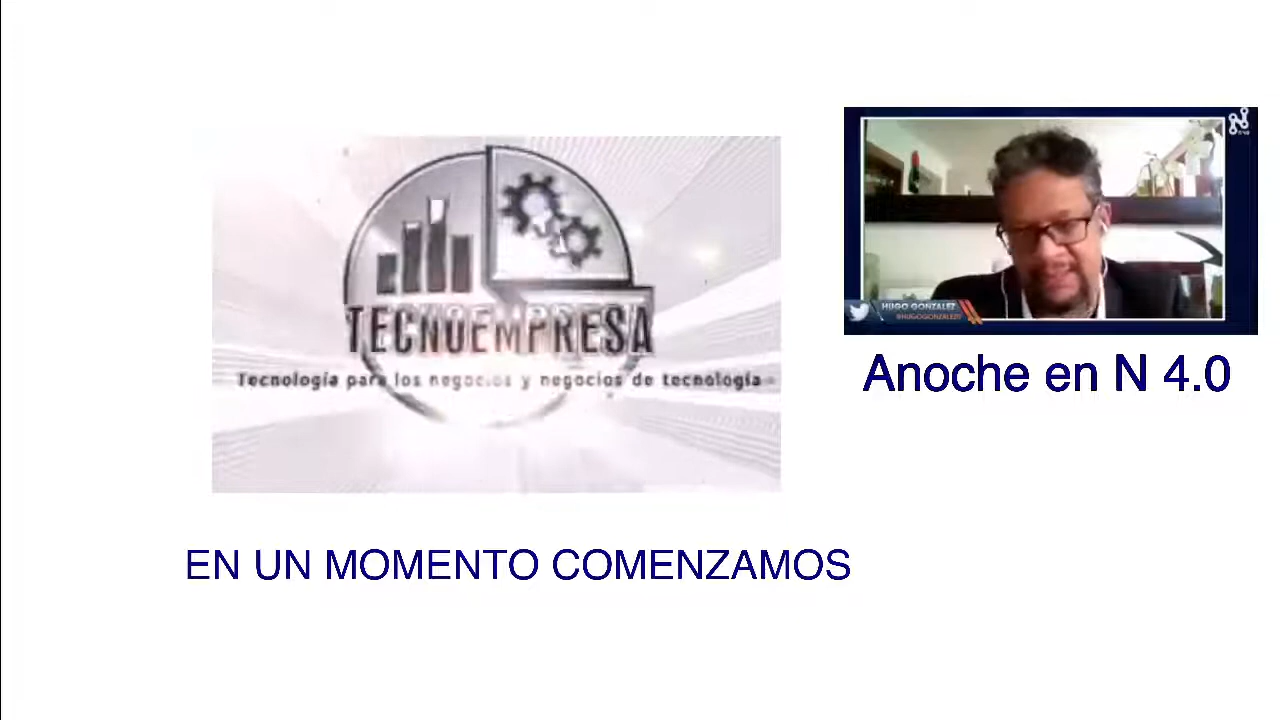 TECNOEMPRESA
Tecnología para los negocios y negocios de tecnología
HUGO GONZALEZ
Anoche en N 4.0
EN UN MOMENTO COMENZAMOS